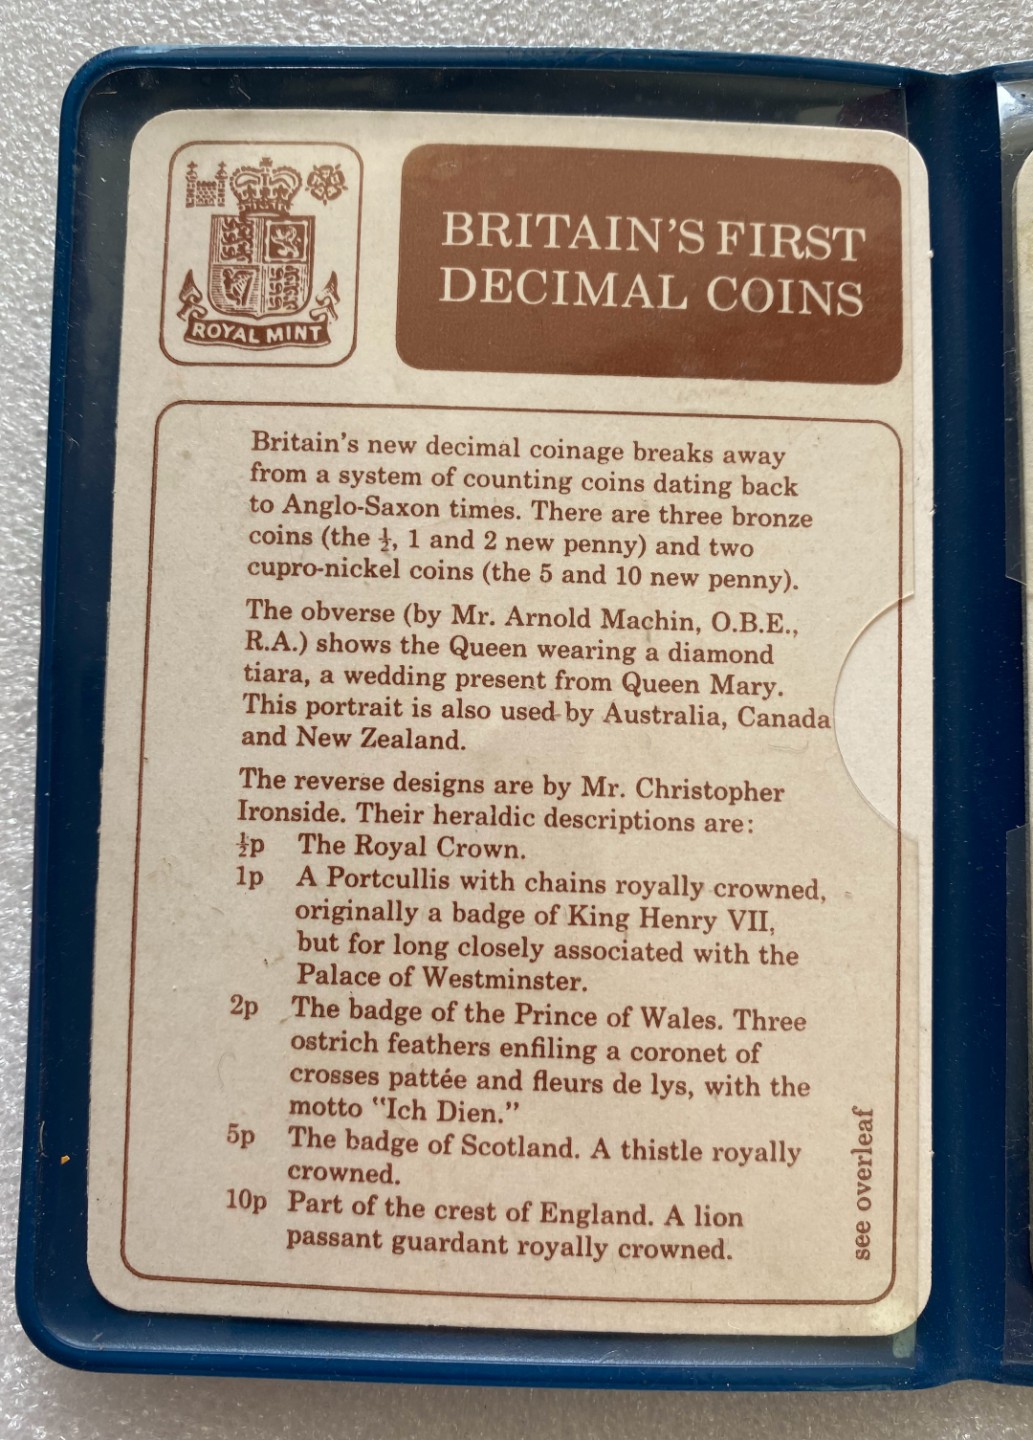 ROYAL MINT
BRITAIN'S FIRST
DECIMAL COINS
Britain's new decimal coinage breaks away
from a system of counting coins dating back
to Anglo-Saxon times. There are three bronze
coins (the ½, 1 and 2 new penny) and two
cupro-nickel coins (the 5 and 10 new penny).
The obverse (by Mr. Arnold Machin, O.B.E.,
R.A.) shows the Queen wearing a diamond
tiara, a wedding present from Queen Mary.
This portrait is also used by Australia, Canada
and New Zealand.
The reverse designs are by Mr. Christopher
Ironside. Their heraldic descriptions are:
½p The Royal Crown.
1p A Portcullis with chains royally crowned,
originally a badge of King Henry VII,
but for long closely associated with the
Palace of Westminster.
2p The badge of the Prince of Wales. Three
ostrich feathers enfiling a coronet of
crosses pattée and fleurs de lys, with the
motto "Ich Dien."
5p The badge of Scotland. A thistle royally
crowned.
10p Part of the crest of England. A lion
passant guardant royally crowned.
see overleaf